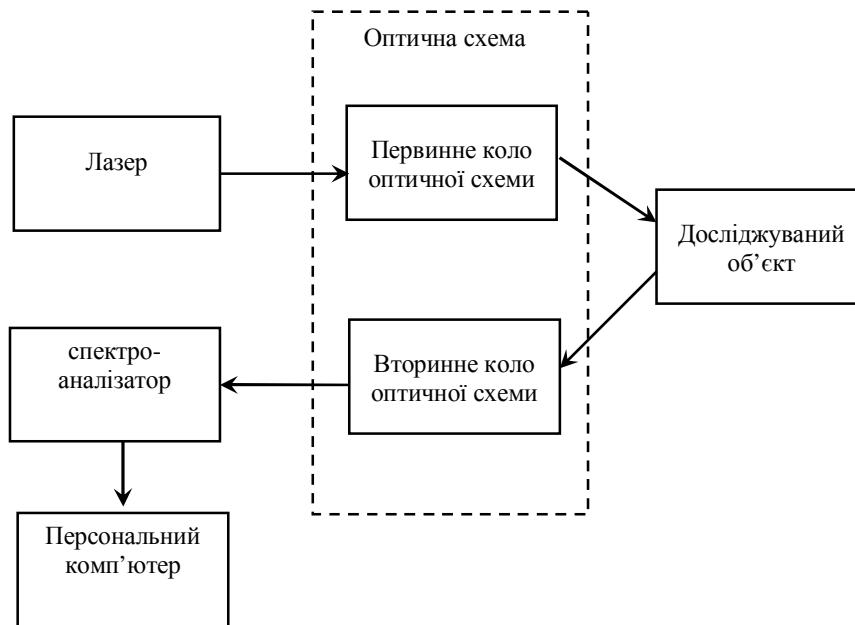 Оптична схема
Лазер
Первинне коло
оптичної схеми
Досліджуваний
об’єкт
Вторинне коло
оптичної схеми
спектро-
аналізатор
Персональний
комп’ютер